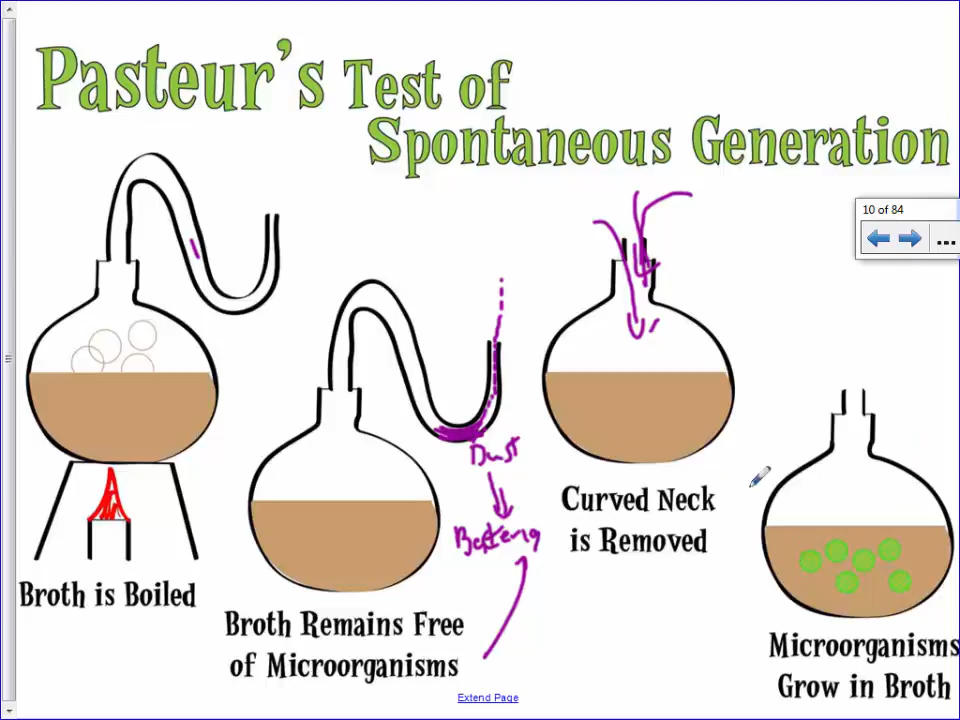 Pasteur's Test of
Spontaneous Generation
10 of 84
...
Dust
Bacteria
Curved Neck
is Removed
Broth is Boiled
Broth Remains Free
of Microorganisms
Microorganisms
Grow in Broth
Extend Page